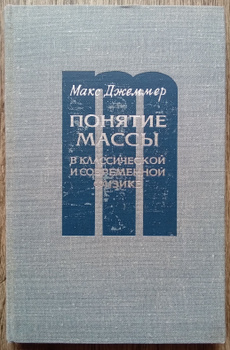 Макс Джеммер
ПОНЯТИЕ
МАССЫ
В КЛАССИЧЕСКОЙ
И СОВРЕМЕННОЙ
ФИЗИКЕ
m